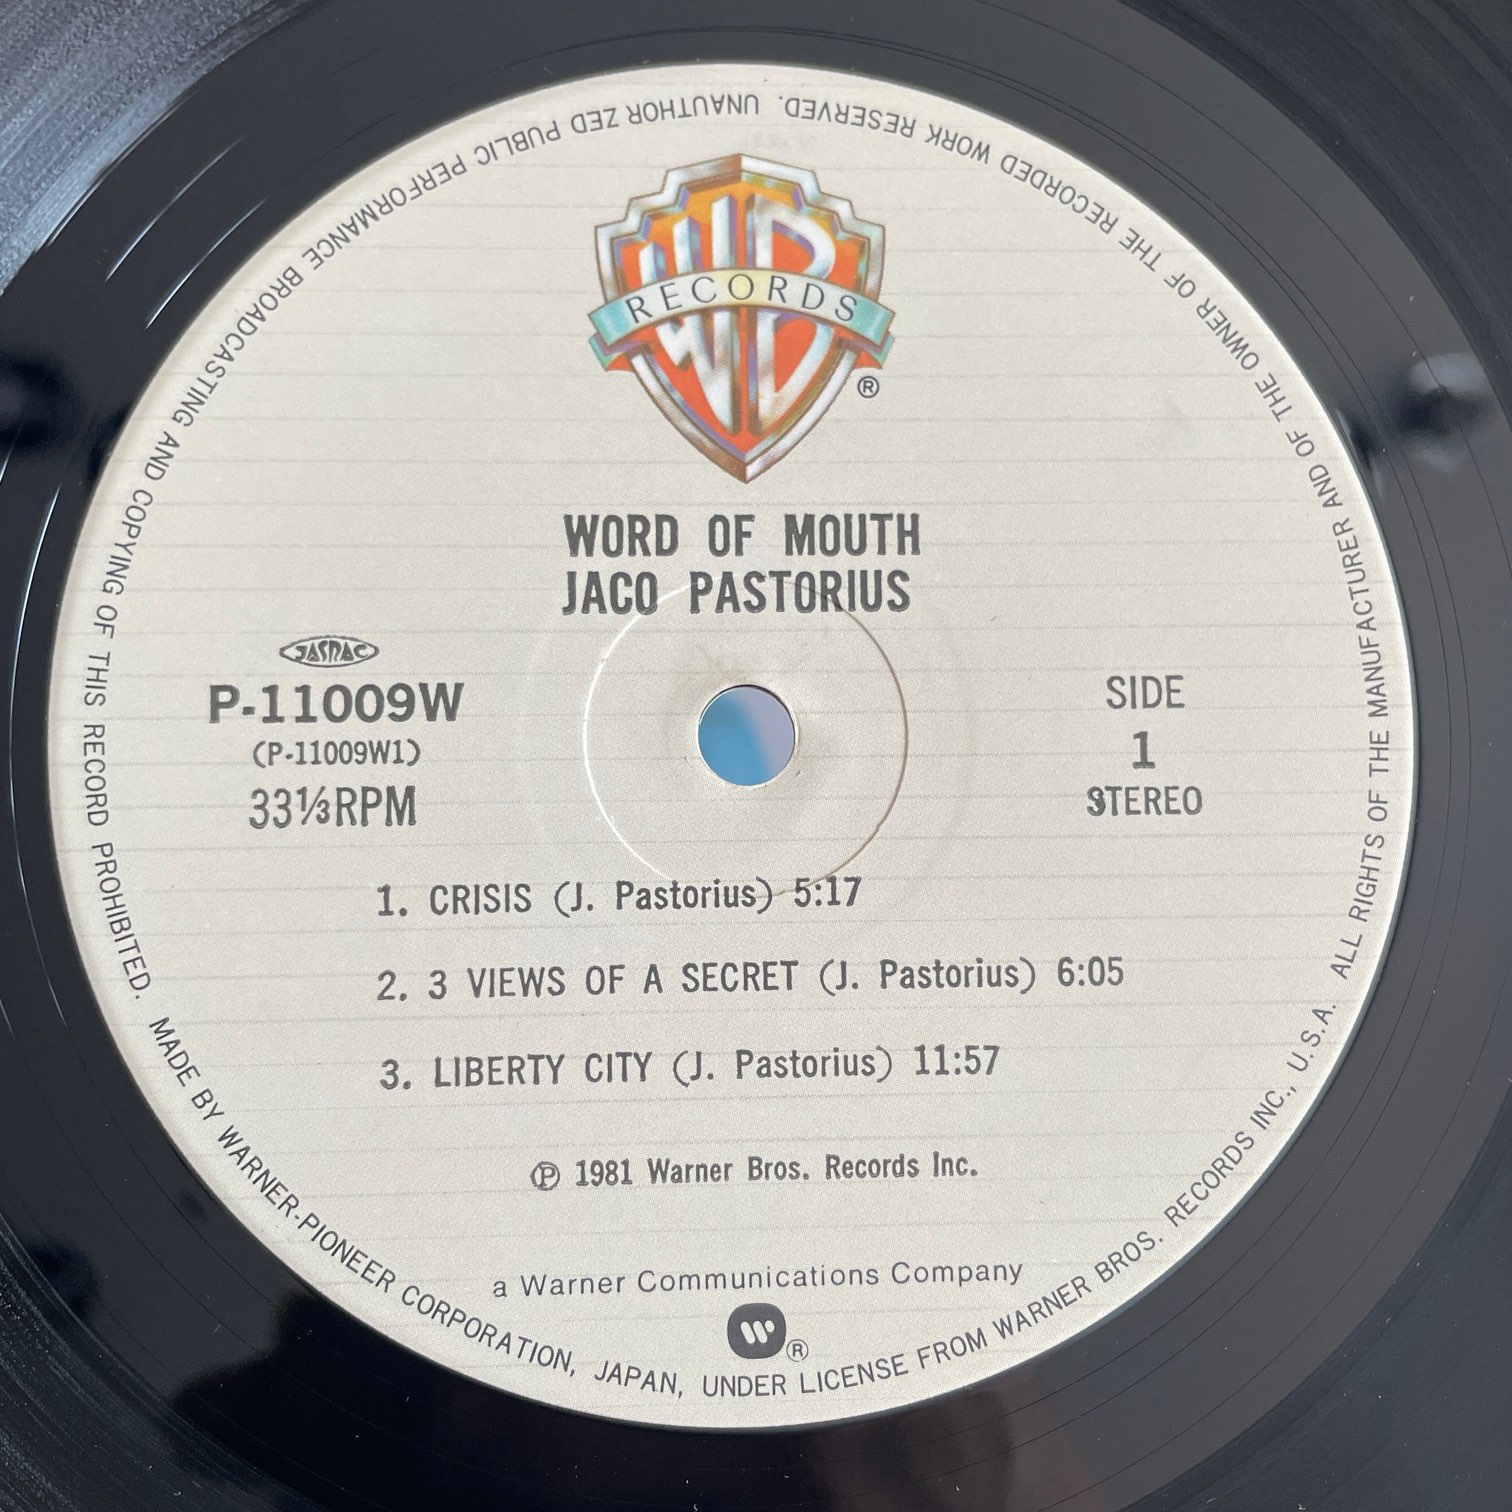 WB
RECORDS
®
WORD OF MOUTH
JACO PASTORIUS
JASRAC
P-11009W
(P-11009W1)
33⅓RPM
SIDE
1
STEREO
1. CRISIS (J. Pastorius) 5:17
2. 3 VIEWS OF A SECRET (J. Pastorius) 6:05
3. LIBERTY CITY (J. Pastorius) 11:57
Ⓟ 1981 Warner Bros. Records Inc.
a Warner Communications Company
W®
MADE BY WARNER-PIONEER CORPORATION, JAPAN, UNDER LICENSE FROM WARNER BROS. RECORDS INC., U.S.A. ALL RIGHTS OF THE MANUFACTURER AND OF THE OWNER OF THE RECORDED WORK RESERVED. UNAUTHOR ZED PUBLIC PERFORMANCE BROADCASTING AND COPYING OF THIS RECORD PROHIBITED.